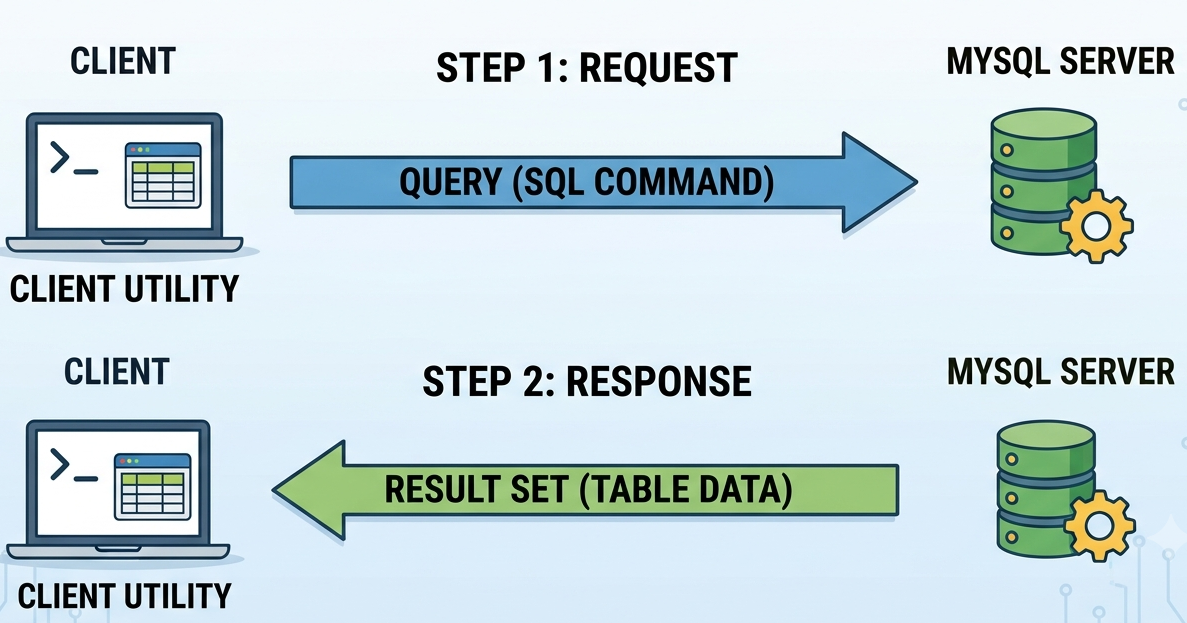 CLIENT
STEP 1: REQUEST
MYSQL SERVER
>_
QUERY (SQL COMMAND)
CLIENT UTILITY
CLIENT
STEP 2: RESPONSE
MYSQL SERVER
>_
RESULT SET (TABLE DATA)
CLIENT UTILITY